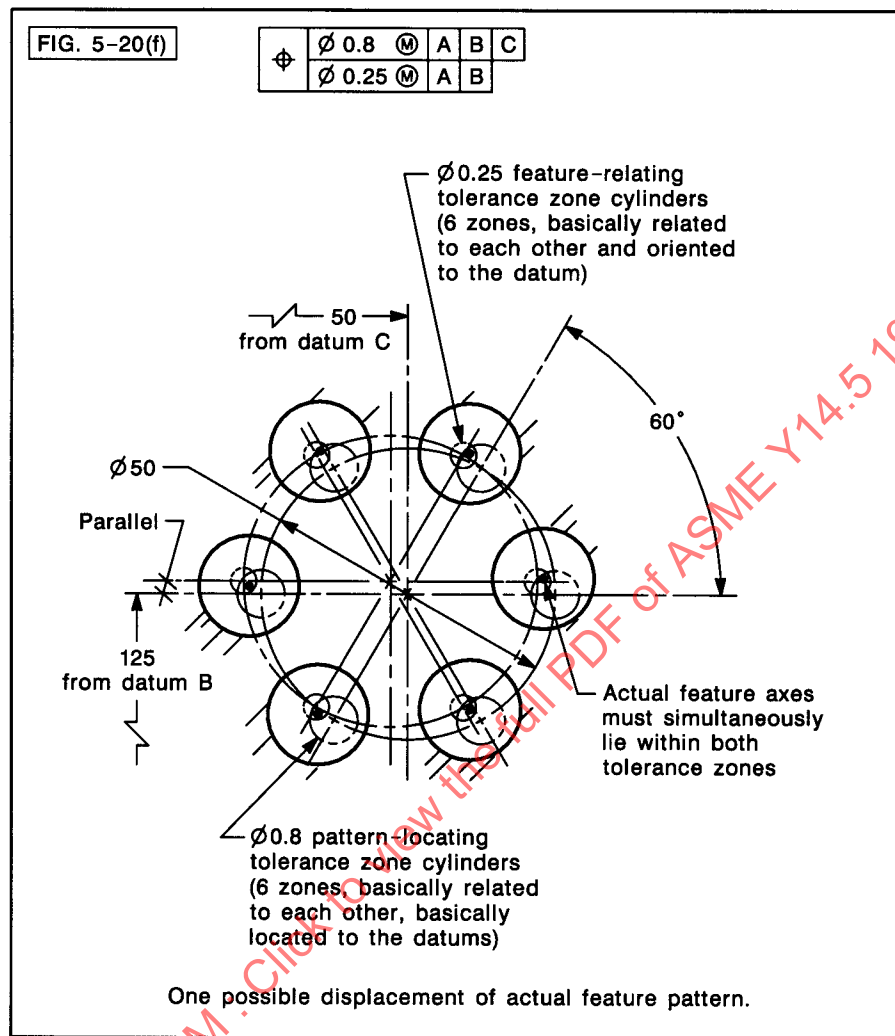 FIG. 5-20(f)
⌖ Ø 0.8 Ⓜ A B C
Ø 0.25 Ⓜ A B
Ø0.25 feature-relating
tolerance zone cylinders
(6 zones, basically related
to each other and oriented
to the datum)
50
from datum C
60°
Ø50
Parallel
125
from datum B
Actual feature axes
must simultaneously
lie within both
tolerance zones
Ø0.8 pattern-locating
tolerance zone cylinders
(6 zones, basically related
to each other, basically
located to the datums)
One possible displacement of actual feature pattern.
M : Click to view the full PDF of ASME Y14.5 19